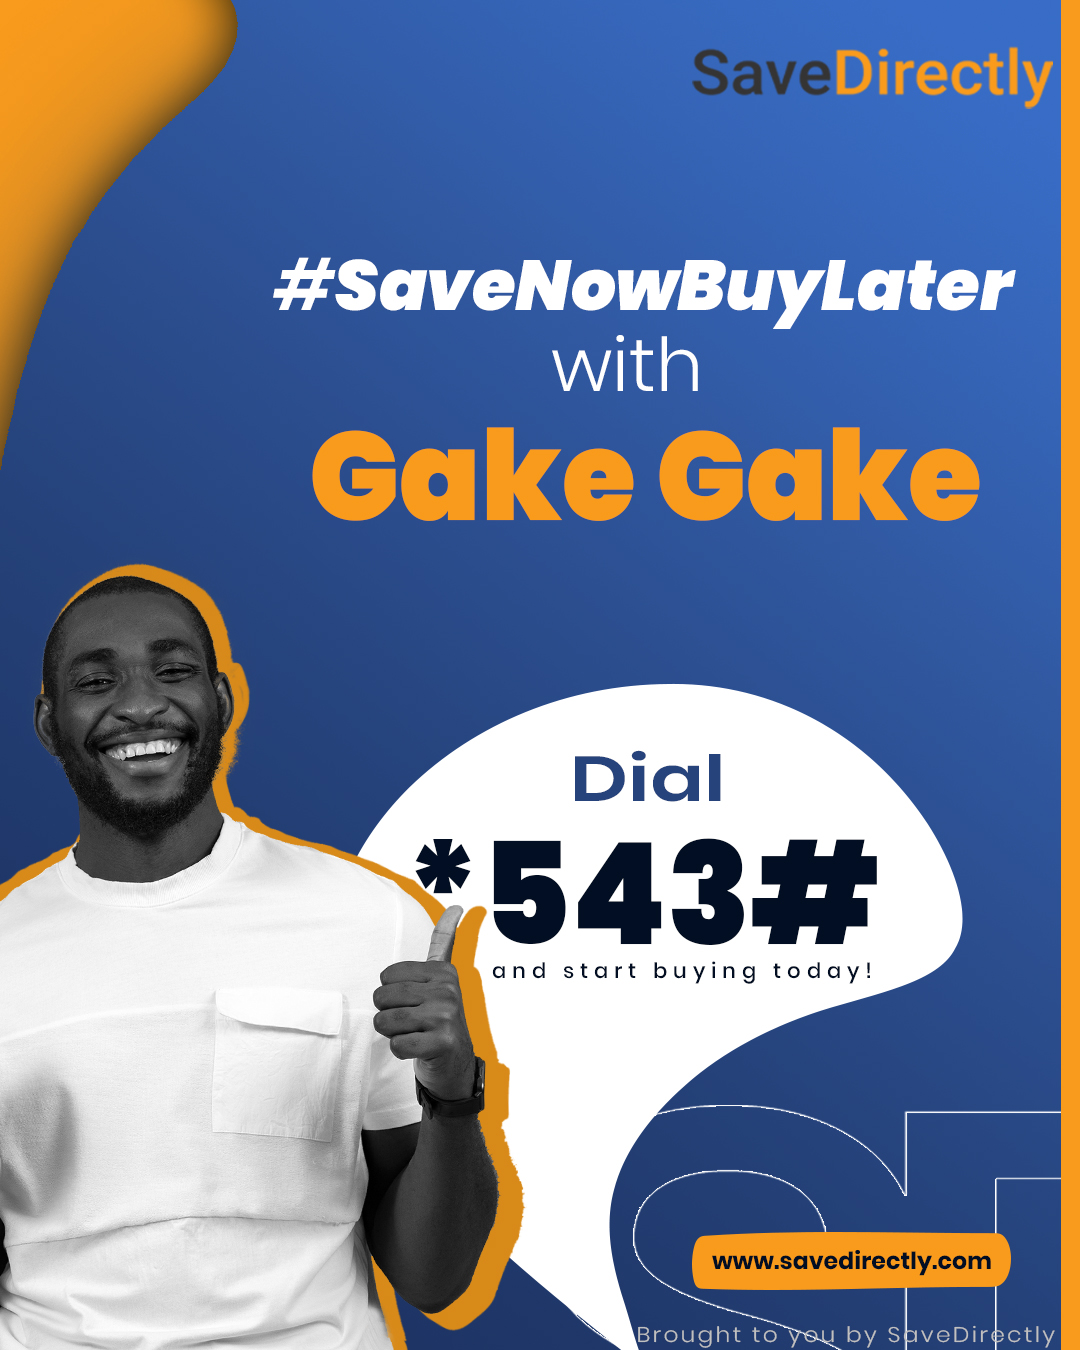 SaveDirectly
#SaveNowBuyLater
with
Gake Gake
Dial
*543#
and start buying today!
www.savedirectly.com
Brought to you by SaveDirectly